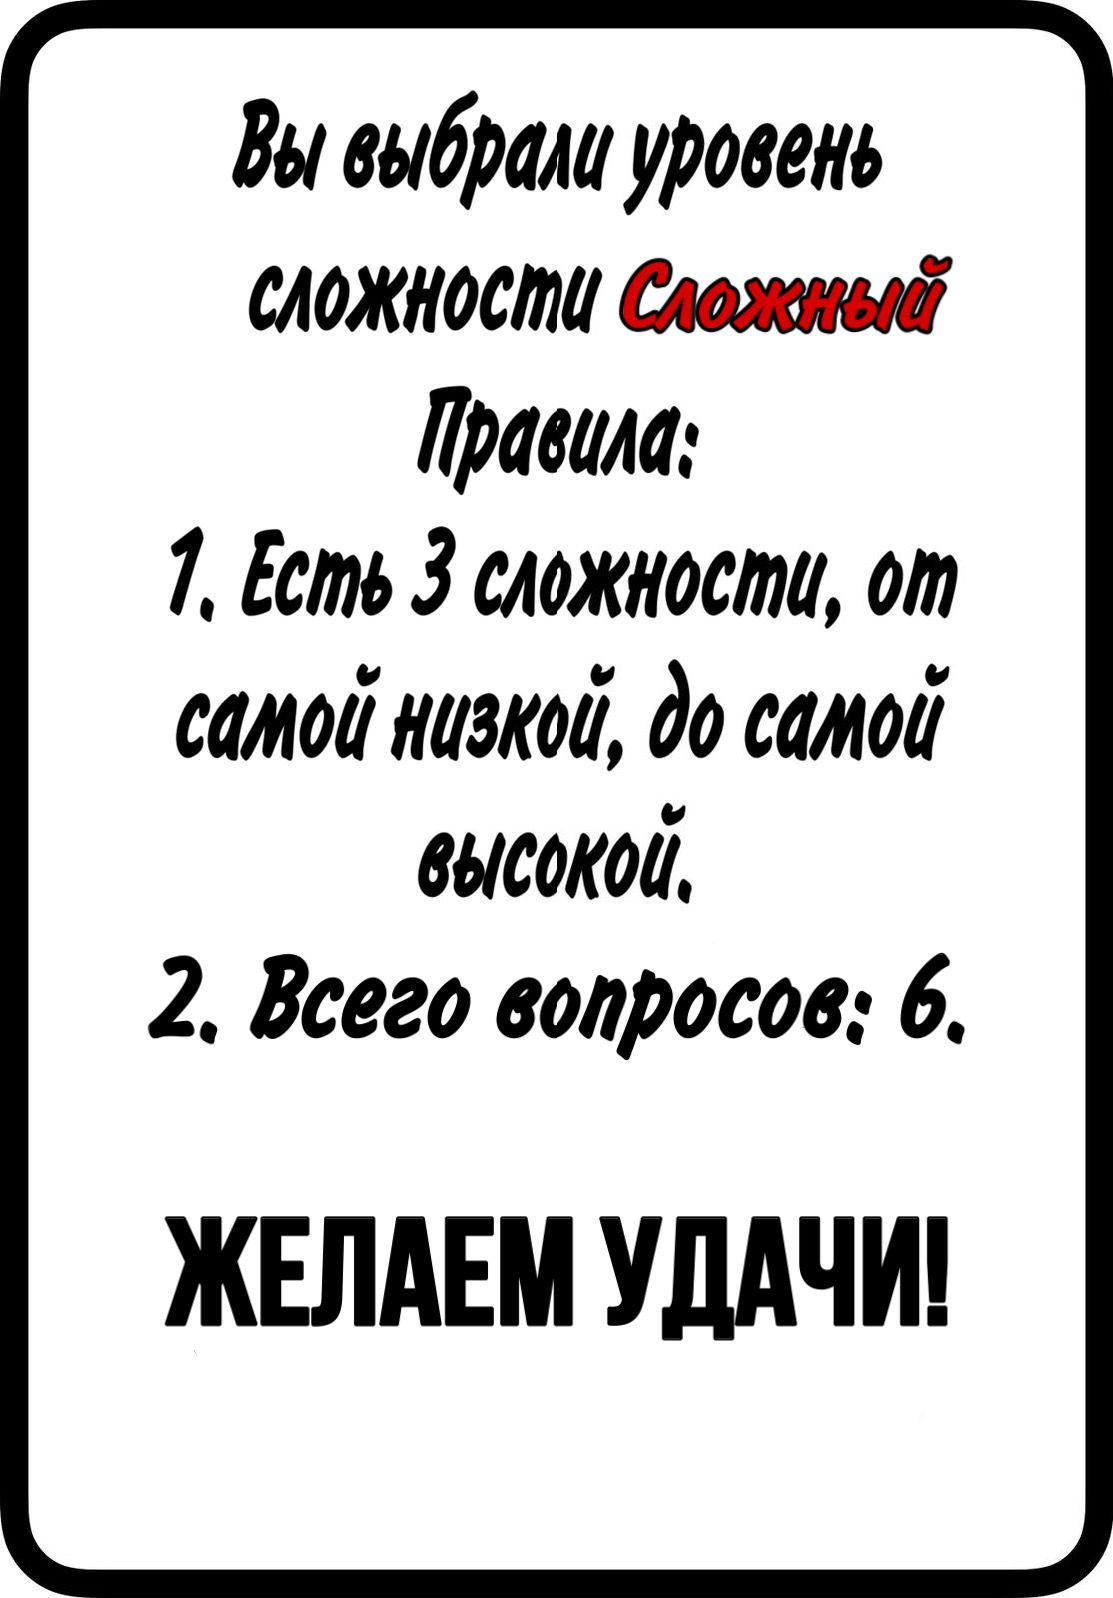 Вы выбрали уровень
сложности Сложный
Правила:
1. Есть 3 сложности, от
самой низкой, до самой
высокой.
2. Всего вопросов: 6.
ЖЕЛАЕМ УДАЧИ!